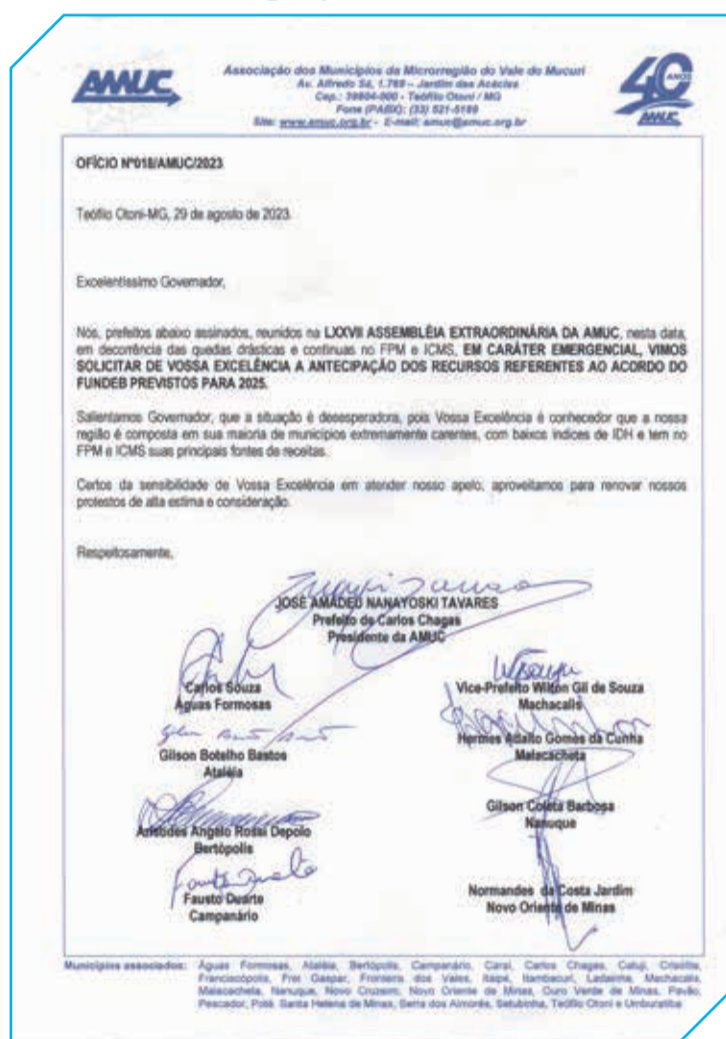 AMUC
Associação dos Municípios da Microrregião do Vale do Mucuri
Av. Alfredo Sá, 1.769 – Jardim das Acácias
Cep.: 39804-000 - Teófilo Otoni / MG
Fone (PABX): (33) 521-5199
Site: www.amuc.org.br - E-mail: amuc@amuc.org.br
40 ANOS
AMUC
OFÍCIO Nº018/AMUC/2023
Teófilo Otoni-MG, 29 de agosto de 2023.
Excelentíssimo Governador,
Nós, prefeitos abaixo assinados, reunidos na LXXVII ASSEMBLÉIA EXTRAORDINÁRIA DA AMUC, nesta data,
em decorrência das quedas drásticas e continuas no FPM e ICMS, EM CARÁTER EMERGENCIAL, VIMOS
SOLICITAR DE VOSSA EXCELÊNCIA A ANTECIPAÇÃO DOS RECURSOS REFERENTES AO ACORDO DO
FUNDEB PREVISTOS PARA 2025.
Salientamos Governador, que a situação é desesperadora, pois Vossa Excelência é conhecedor que a nossa
região é composta em sua maioria de municípios extremamente carentes, com baixos índices de IDH e tem no
FPM e ICMS suas principais fontes de receitas.
Certos da sensibilidade de Vossa Excelência em atender nosso apelo, aproveitamos para renovar nossos
protestos de alta estima e consideração.
Respeitosamente,
JOSÉ AMADEU NANAYOSKI TAVARES
Prefeito de Carlos Chagas
Presidente da AMUC
Carlos Souza
Águas Formosas
Vice-Prefeito Wilton Gil de Souza
Machacalis
Gilson Botelho Bastos
Ataléia
Hermes Adalto Gomes da Cunha
Malacacheta
Aristides Angelo Rossi Depolo
Bertópolis
Gilson Coleta Barbosa
Nanuque
Fausto Duarte
Campanário
Normandes da Costa Jardim
Novo Oriente de Minas
Municípios associados: Águas Formosas, Ataléia, Bertópolis, Campanário, Caraí, Carlos Chagas, Catuji, Crisólita,
Franciscópolis, Frei Gaspar, Fronteira dos Vales, Itaipé, Itambacuri, Ladainha, Machacalis,
Malacacheta, Nanuque, Novo Cruzeiro, Novo Oriente de Minas, Ouro Verde de Minas, Pavão,
Pescador, Poté, Santa Helena de Minas, Serra dos Aimorés, Setubinha, Teófilo Otoni e Umburatiba